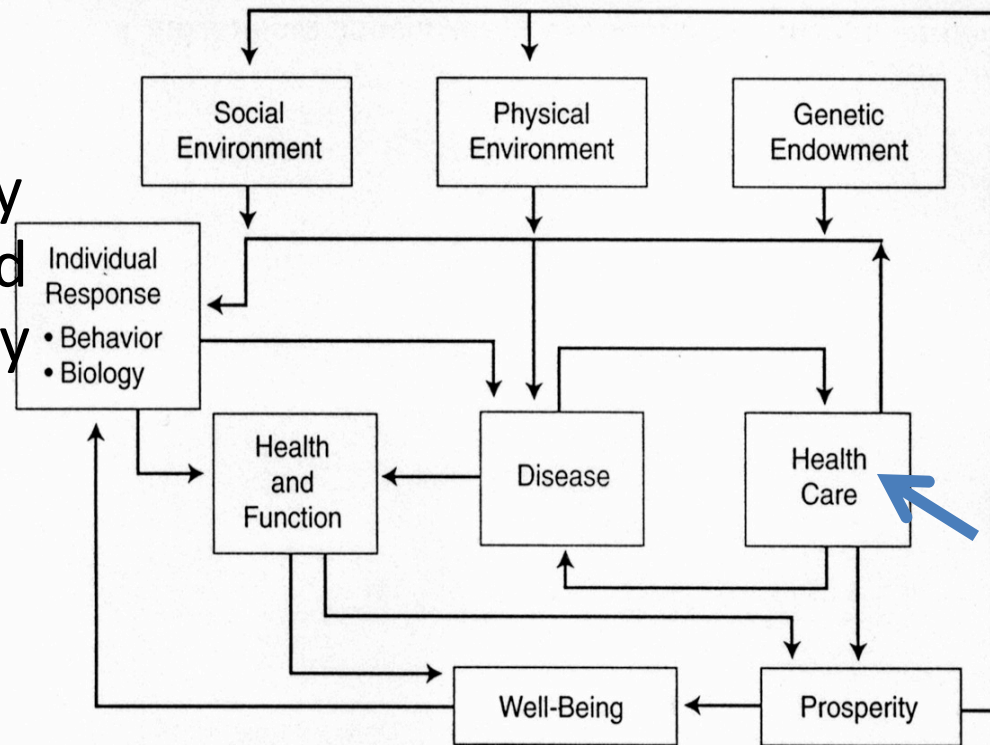 Social
Environment
Physical
Environment
Genetic
Endowment
y
d
y
Individual
Response
• Behavior
• Biology
Health
and
Function
Disease
Health
Care
Well-Being
Prosperity